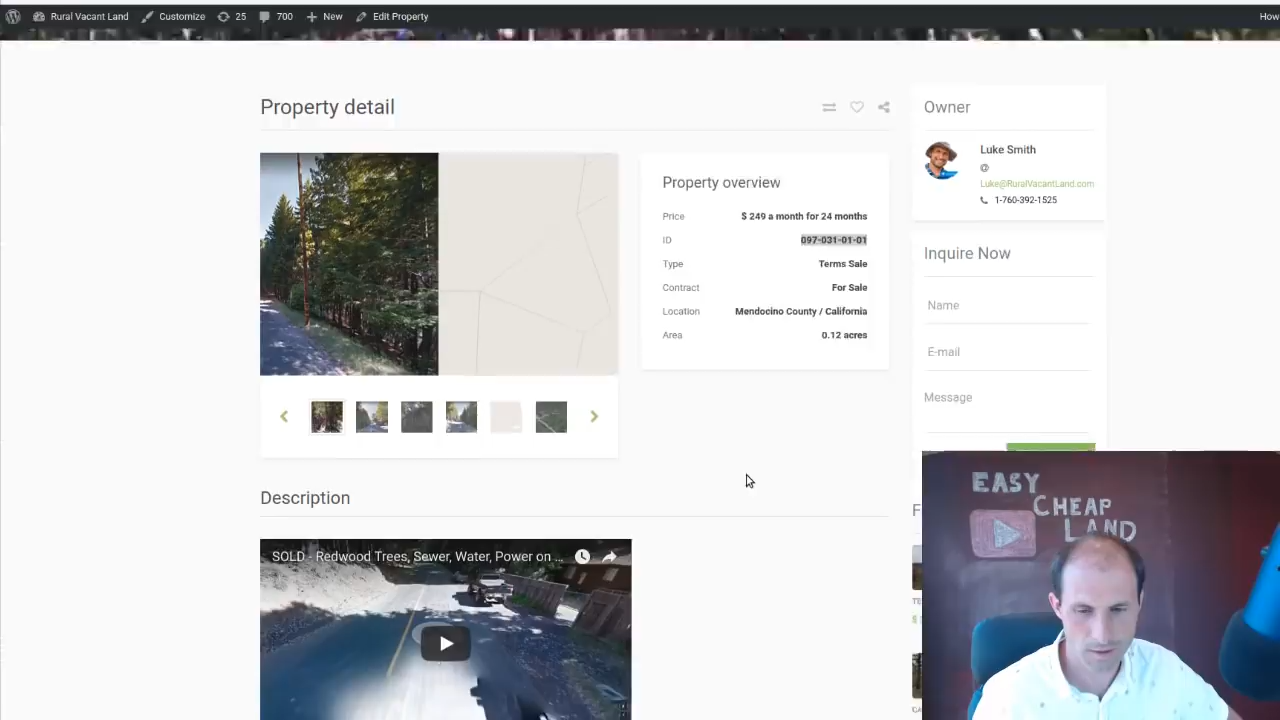 Rural Vacant Land
Customize
25
700
New
Edit Property
How
Property detail
Property overview
Price $ 249 a month for 24 months
ID 097-031-01-01
Type Terms Sale
Contract For Sale
Location Mendocino County / California
Area 0.12 acres
Owner
Luke Smith
@
Luke@RuralVacantLand.com
1-760-392-1525
Inquire Now
Name
E-mail
Message
Description
SOLD - Redwood Trees, Sewer, Water, Power on ...
EASY
CHEAP
LAND
F
TE
$
CA